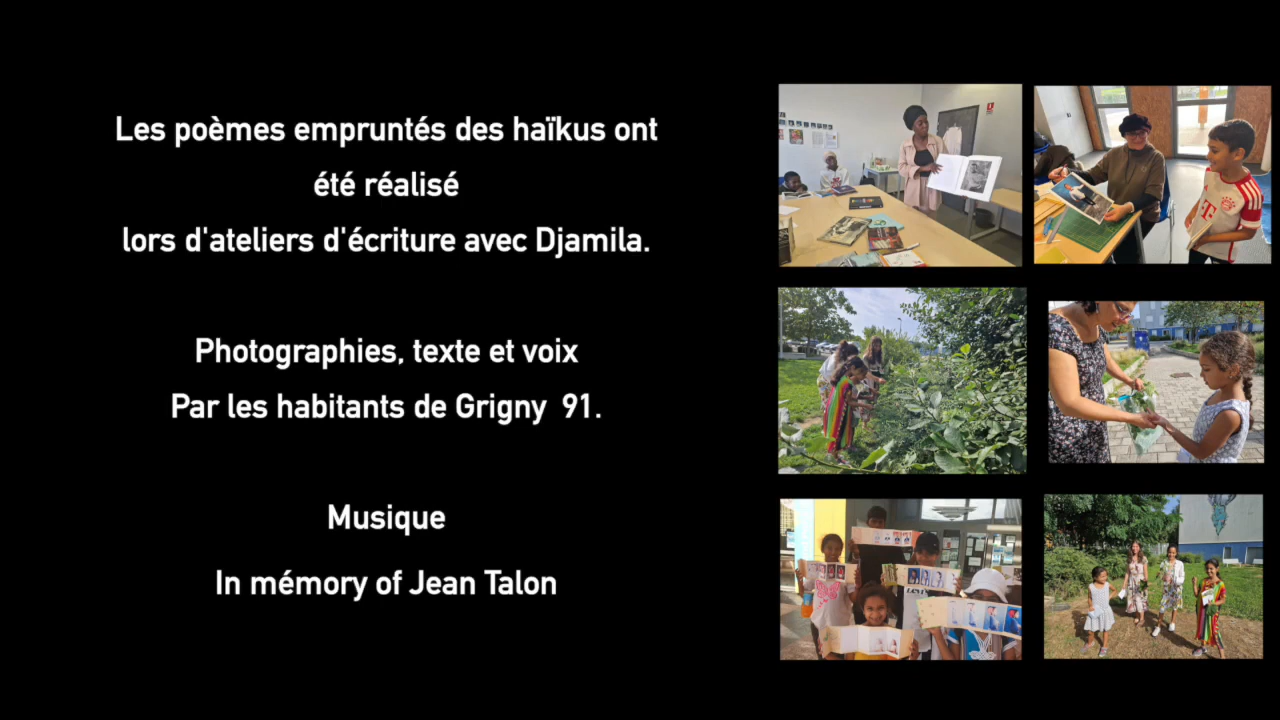 Les poèmes empruntés des haïkus ont
été réalisé
lors d'ateliers d'écriture avec Djamila.
Photographies, texte et voix
Par les habitants de Grigny 91.
Musique
In mémory of Jean Talon